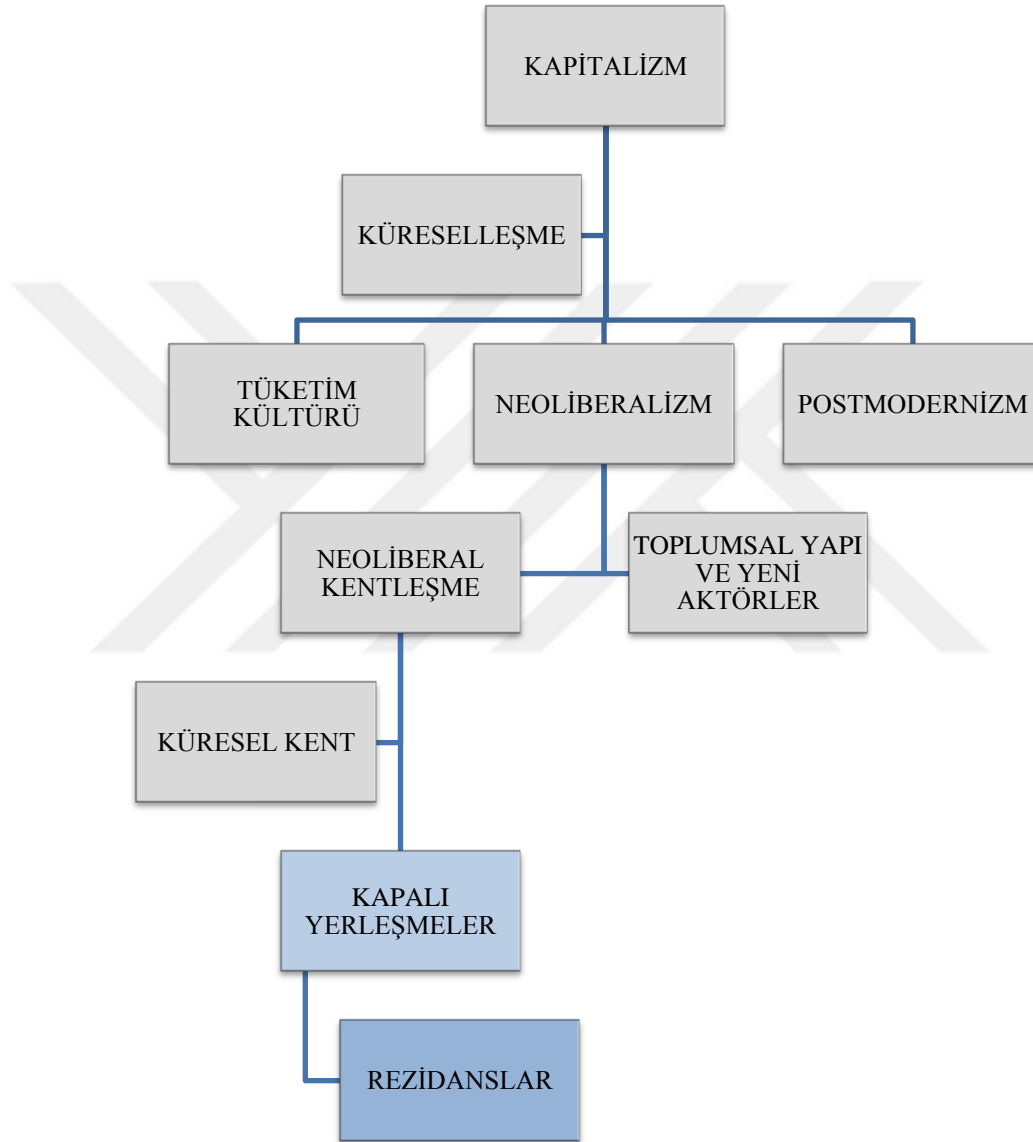 KAPİTALİZM
KÜRESELLEŞME
TÜKETİM
KÜLTÜRÜ
NEOLİBERALİZM
POSTMODERNİZM
NEOLİBERAL
KENTLEŞME
TOPLUMSAL YAPI
VE YENİ
AKTÖRLER
KÜRESEL KENT
KAPALI
YERLEŞMELER
REZİDANSLAR